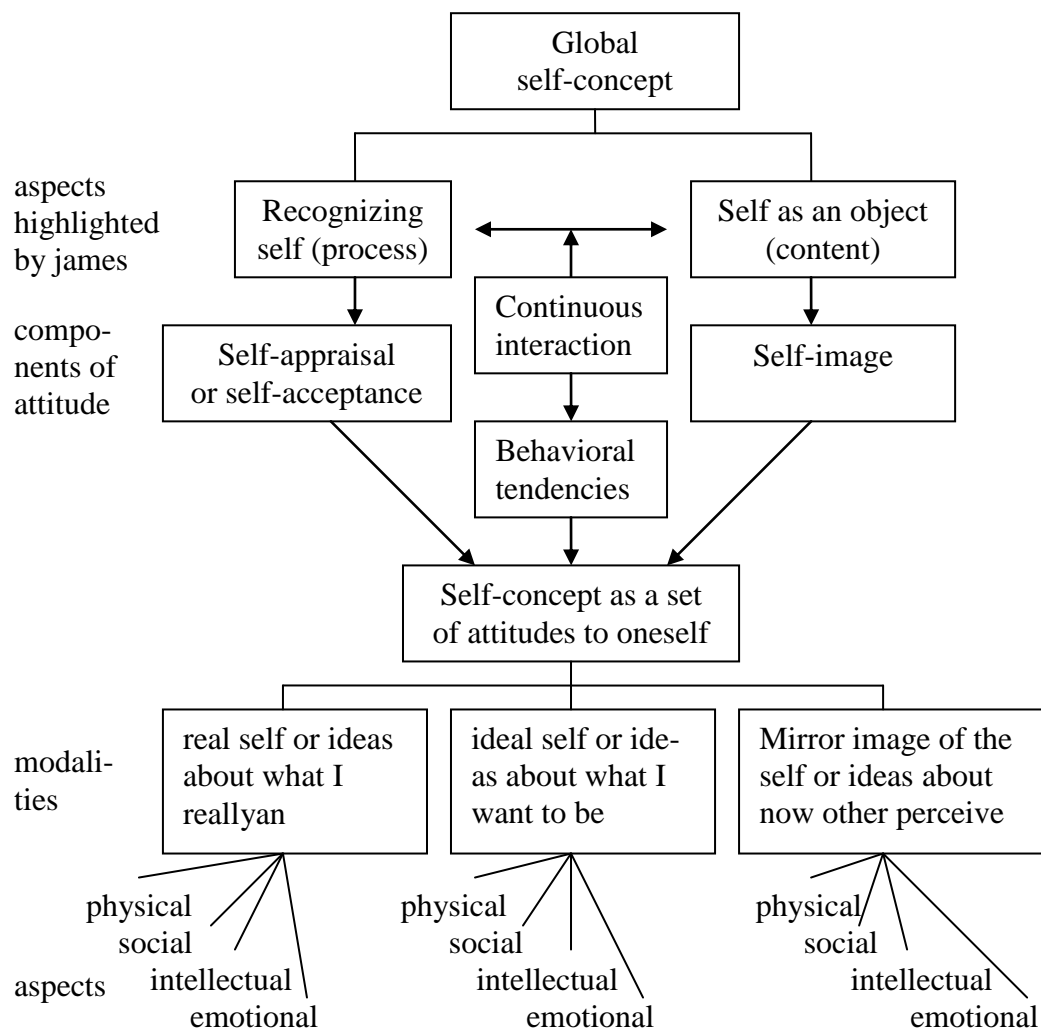 Global
self-concept
aspects
highlighted
by james
Recognizing
self (process)
Self as an object
(content)
Continuous
interaction
compo-
nents of
attitude
Self-appraisal
or self-acceptance
Self-image
Behavioral
tendencies
Self-concept as a set
of attitudes to oneself
modali-
ties
real self or ideas
about what I
reallyan
ideal self or ide-
as about what I
want to be
Mirror image of the
self or ideas about
now other perceive
aspects
physical
social
intellectual
emotional
physical
social
intellectual
emotional
physical
social
intellectual
emotional